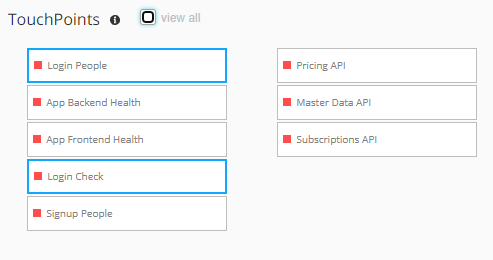 TouchPoints view all
Login People
App Backend Health
App Frontend Health
Login Check
Signup People
Pricing API
Master Data API
Subscriptions API